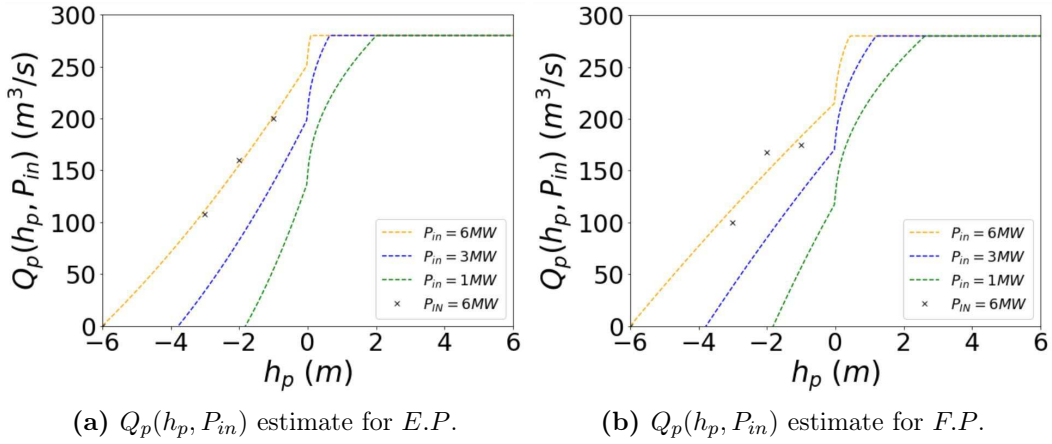 300
250
200
150
100
50
0
Q_p(h_p, P_in) (m^3/s)
P_in = 6MW
P_in = 3MW
P_in = 1MW
P_IN = 6MW
−6 −4 −2 0 2 4 6
h_p (m)
(a) Q_p(h_p, P_in) estimate for E.P.
300
250
200
150
100
50
0
Q_p(h_p, P_in) (m^3/s)
P_in = 6MW
P_in = 3MW
P_in = 1MW
P_IN = 6MW
−6 −4 −2 0 2 4 6
h_p (m)
(b) Q_p(h_p, P_in) estimate for F.P.